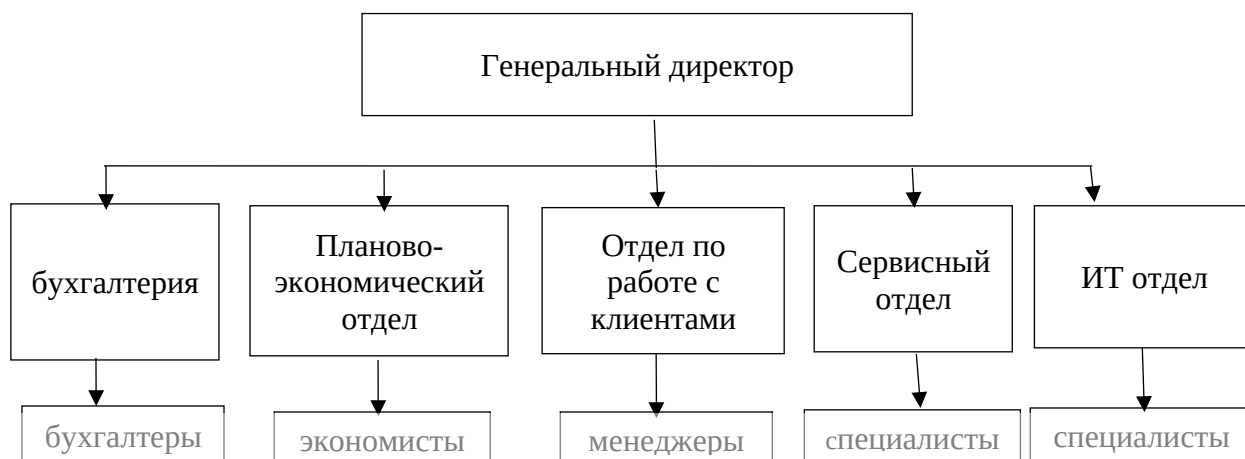 Генеральный директор
бухгалтерия
Планово-
экономический
отдел
Отдел по
работе с
клиентами
Сервисный
отдел
ИТ отдел
бухгалтеры
экономисты
менеджеры
специалисты
специалисты